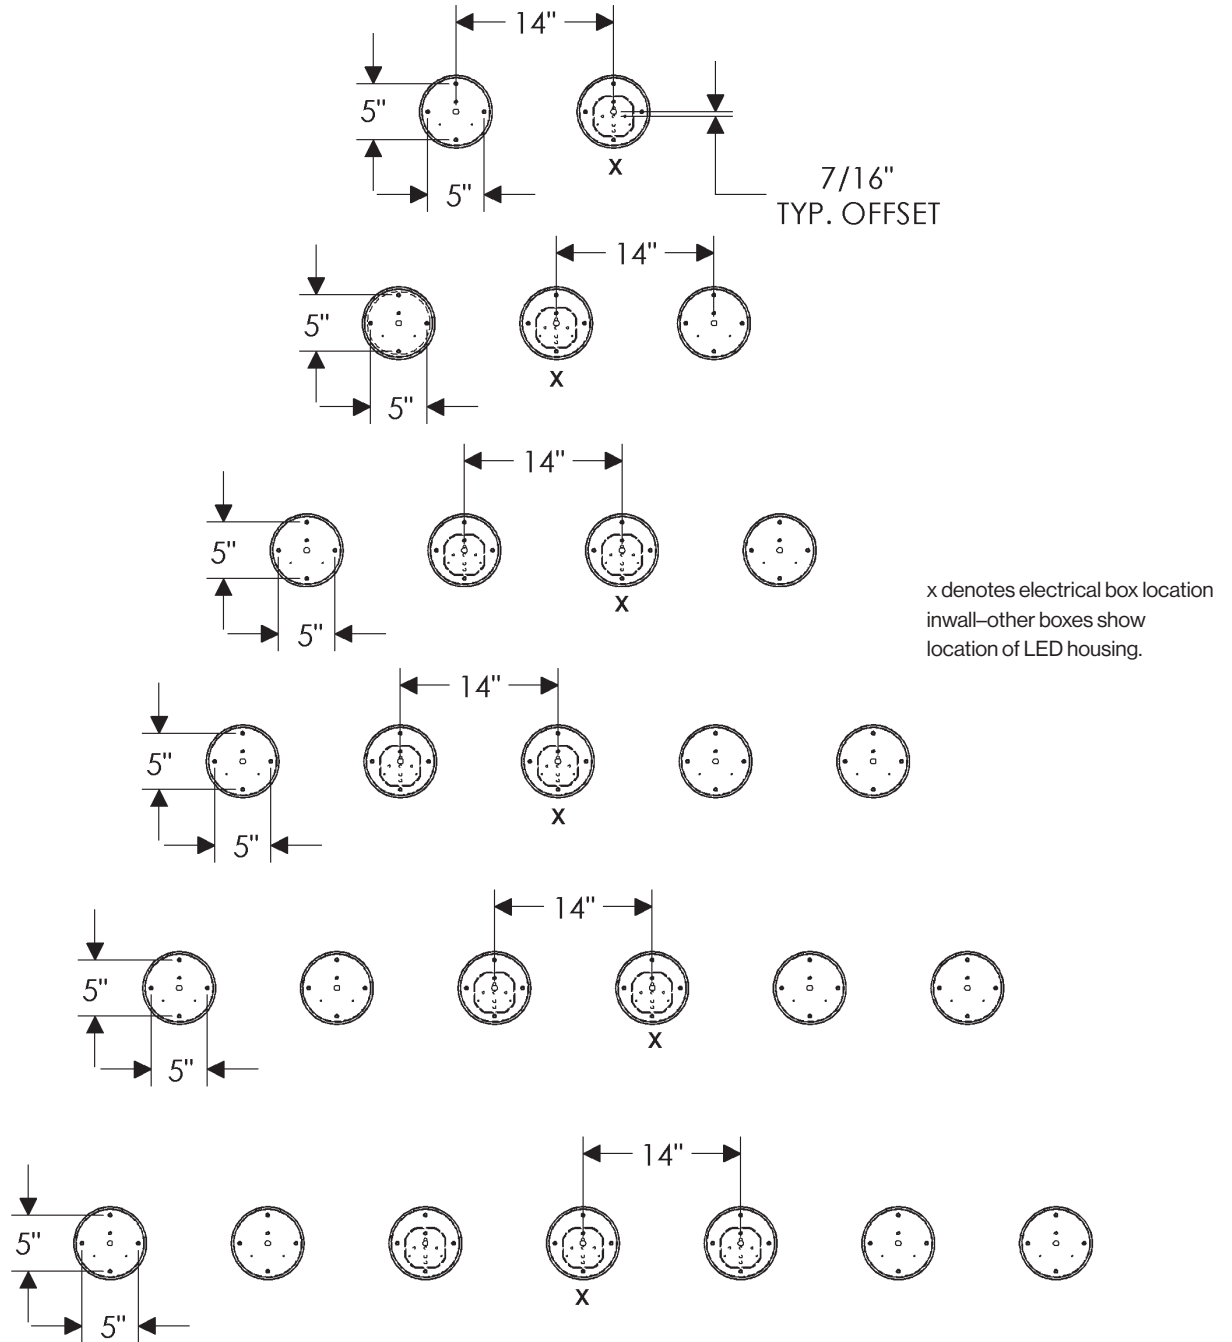 14"
5"
5"
x
7/16"
TYP. OFFSET
14"
5"
5"
x
14"
5"
5"
x
x denotes electrical box location
inwall–other boxes show
location of LED housing.
14"
5"
5"
x
14"
5"
5"
x
14"
5"
5"
x